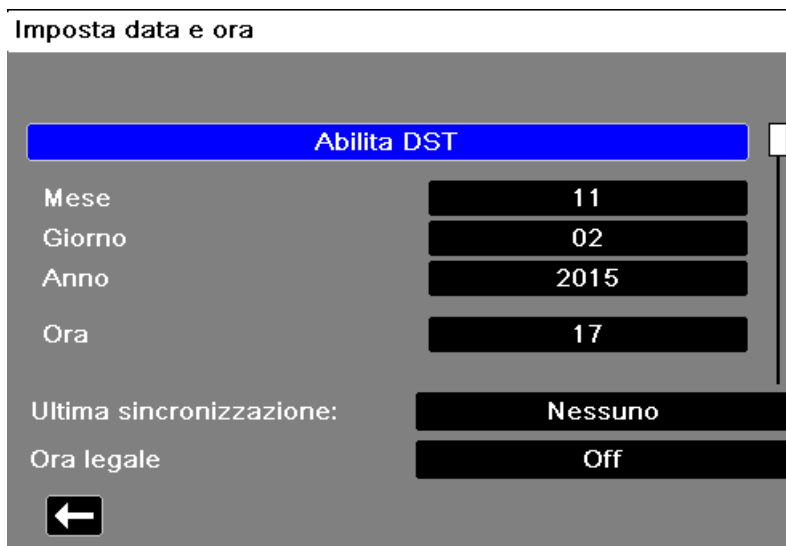 Imposta data e ora
Abilita DST
Mese 11
Giorno 02
Anno 2015
Ora 17
Ultima sincronizzazione: Nessuno
Ora legale Off